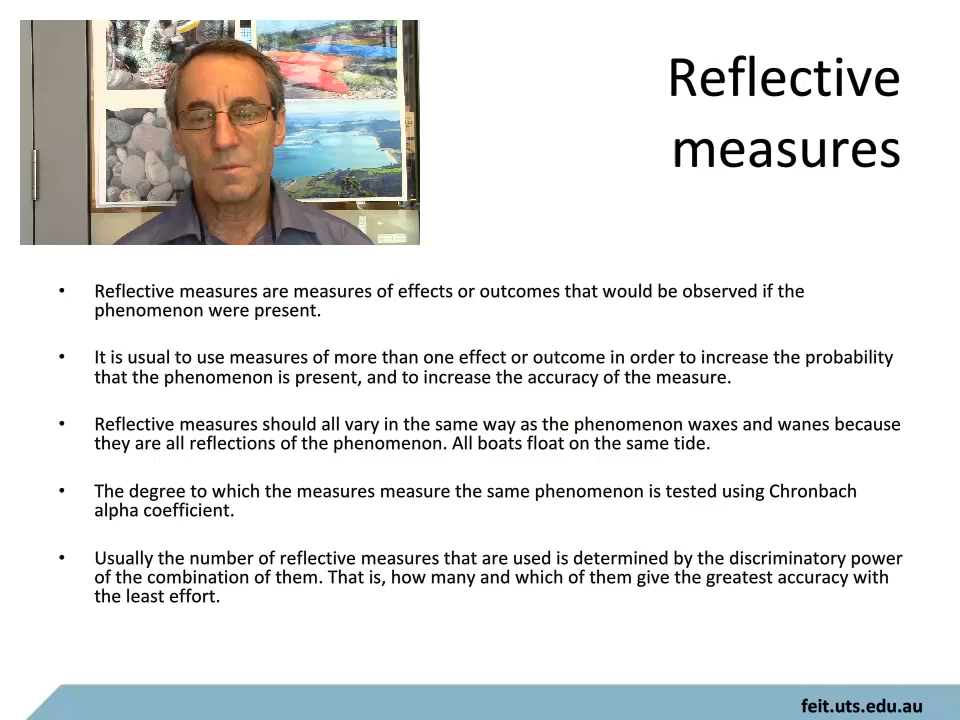 Reflective
measures
• Reflective measures are measures of effects or outcomes that would be observed if the
phenomenon were present.
• It is usual to use measures of more than one effect or outcome in order to increase the probability
that the phenomenon is present, and to increase the accuracy of the measure.
• Reflective measures should all vary in the same way as the phenomenon waxes and wanes because
they are all reflections of the phenomenon. All boats float on the same tide.
• The degree to which the measures measure the same phenomenon is tested using Chronbach
alpha coefficient.
• Usually the number of reflective measures that are used is determined by the discriminatory power
of the combination of them. That is, how many and which of them give the greatest accuracy with
the least effort.
feit.uts.edu.au